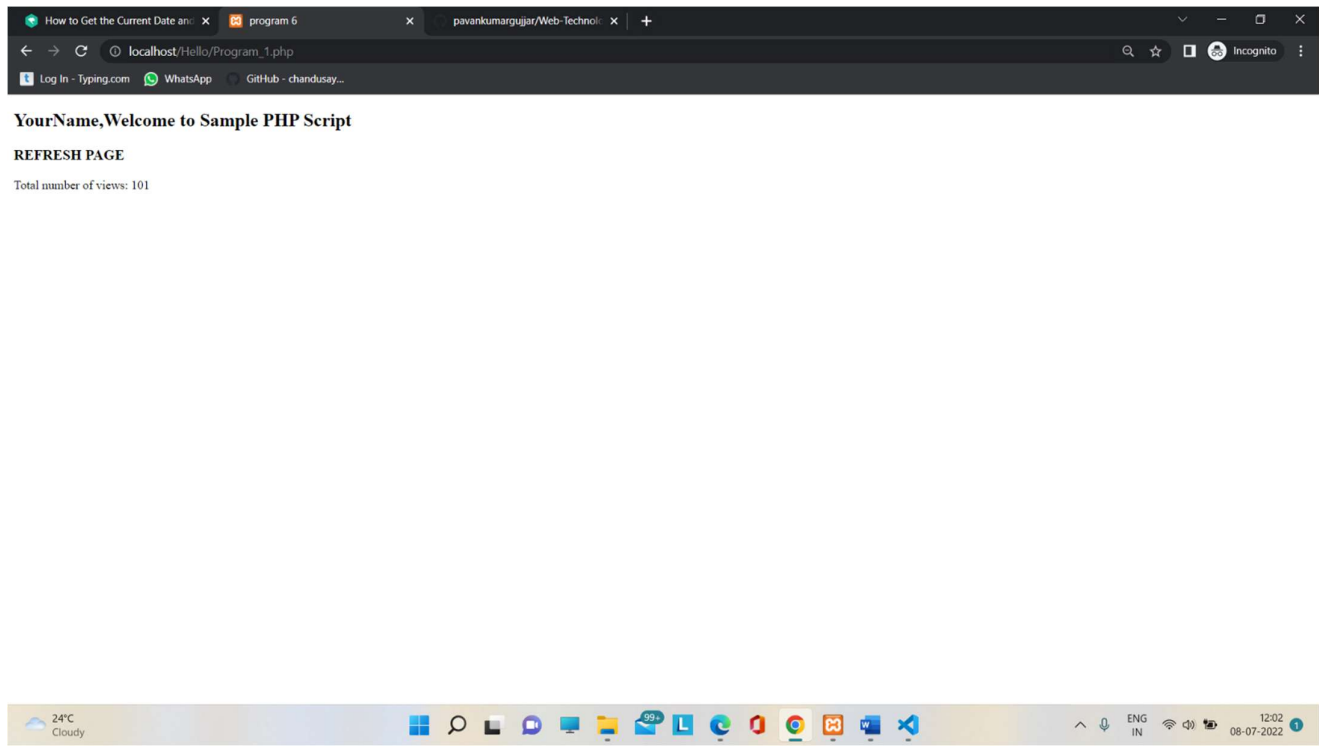 How to Get the Current Date and
program 6
pavankumargujjar/Web-Technolo
localhost/Hello/Program_1.php
Incognito
Log In - Typing.com
WhatsApp
GitHub - chandusay...
YourName,Welcome to Sample PHP Script
REFRESH PAGE
Total number of views: 101
24°C
Cloudy
99+
L
ENG
IN
12:02
08-07-2022
1